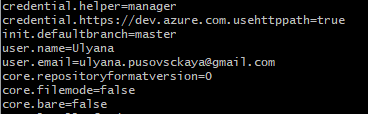 credential.helper=manager
credential.https://dev.azure.com.usehttppath=true
init.defaultbranch=master
user.name=Ulyana
user.email=ulyana.pusovsckaya@gmail.com
core.repositoryformatversion=0
core.filemode=false
core.bare=false